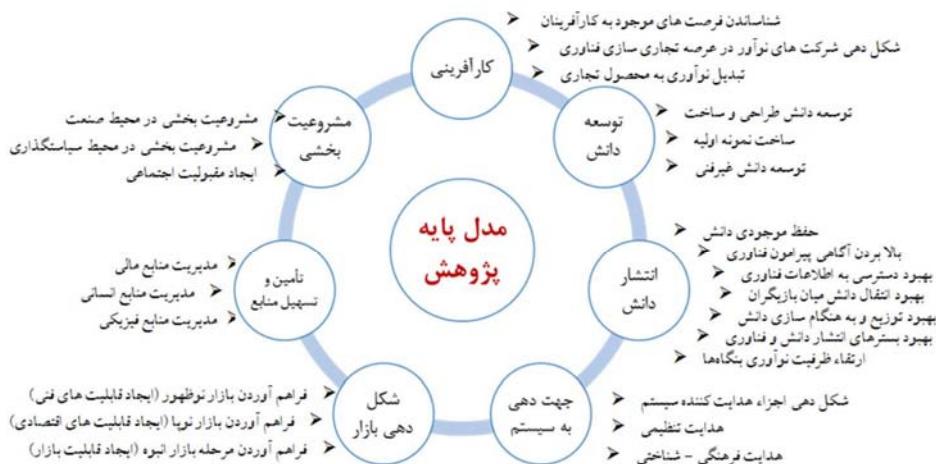 شناساندن فرصت های موجود به کارآفرینان
شکل دهی شرکت های نوآور در عرصه تجاری سازی فناوری
تبدیل نوآوری به محصول تجاری
کارآفرینی
توسعه
دانش
توسعه دانش طراحی و ساخت
ساخت نمونه اولیه
توسعه دانش غیرفنی
مشروعیت
بخشی
مشروعیت بخشی در محیط صنعت
مشروعیت بخشی در محیط سیاستگذاری
ایجاد مقبولیت اجتماعی
مدل پایه
پژوهش
انتشار
دانش
حفظ موجودی دانش
بالا بردن آگاهی پیرامون فناوری
بهبود دسترسی به اطلاعات فناوری
بهبود انتقال دانش میان بازیگران
بهبود توزیع و به هنگام سازی دانش
بهبود بسترهای انتشار دانش و فناوری
ارتقاء ظرفیت نوآوری بنگاه‌ها
تأمین و
تسهیل منابع
مدیریت منابع مالی
مدیریت منابع انسانی
مدیریت منابع فیزیکی
جهت دهی
به سیستم
شکل دهی اجزاء هدایت کننده سیستم
هدایت تنظیمی
هدایت فرهنگی - شناختی
شکل
دهی بازار
فراهم آوردن بازار نوظهور (ایجاد قابلیت های فنی)
فراهم آوردن بازار نوپا (ایجاد قابلیت های اقتصادی)
فراهم آوردن مرحله بازار انبوه (ایجاد قابلیت بازار)